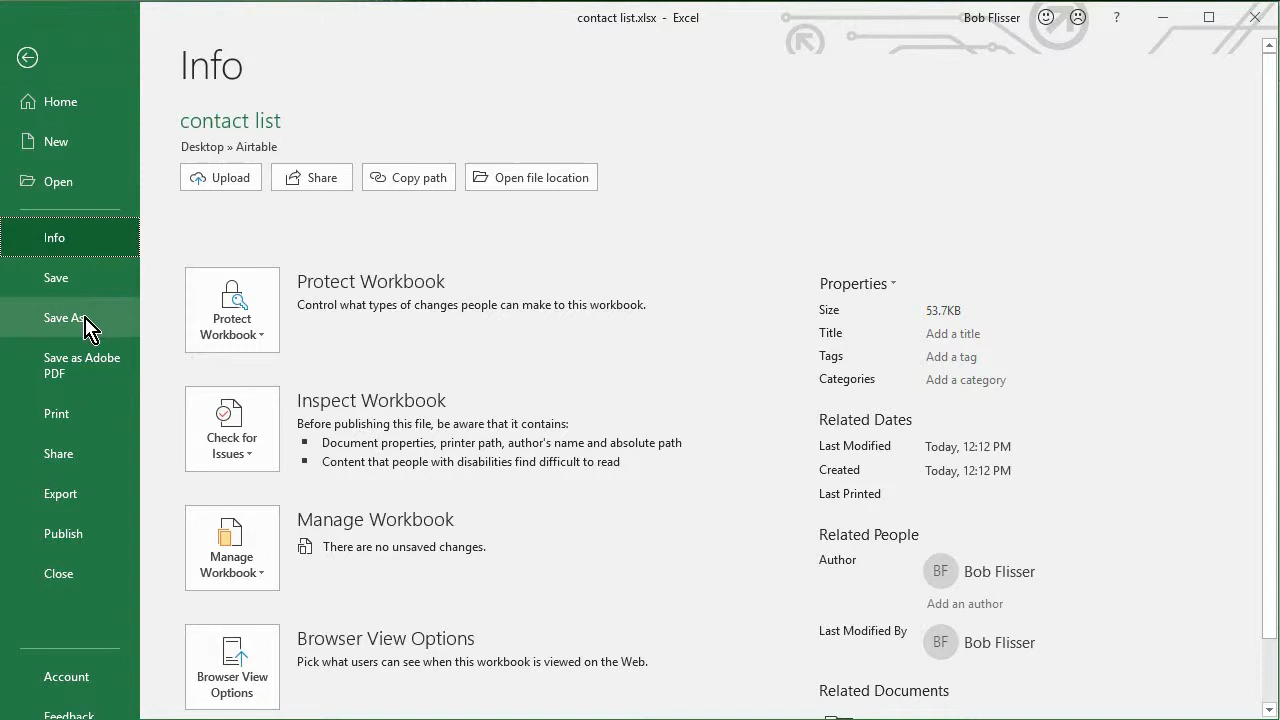 contact list.xlsx - Excel
Bob Flisser
?
Home
New
Open
Info
Save
Save As
Save as Adobe
PDF
Print
Share
Export
Publish
Close
Account
Feedback
Info
contact list
Desktop » Airtable
Upload
Share
Copy path
Open file location
Protect
Workbook
Protect Workbook
Control what types of changes people can make to this workbook.
Check for
Issues
Inspect Workbook
Before publishing this file, be aware that it contains:
Document properties, printer path, author's name and absolute path
Content that people with disabilities find difficult to read
Manage
Workbook
Manage Workbook
There are no unsaved changes.
Browser View
Options
Browser View Options
Pick what users can see when this workbook is viewed on the Web.
Properties
Size 53.7KB
Title Add a title
Tags Add a tag
Categories Add a category
Related Dates
Last Modified Today, 12:12 PM
Created Today, 12:12 PM
Last Printed
Related People
Author BF Bob Flisser
Add an author
Last Modified By BF Bob Flisser
Related Documents